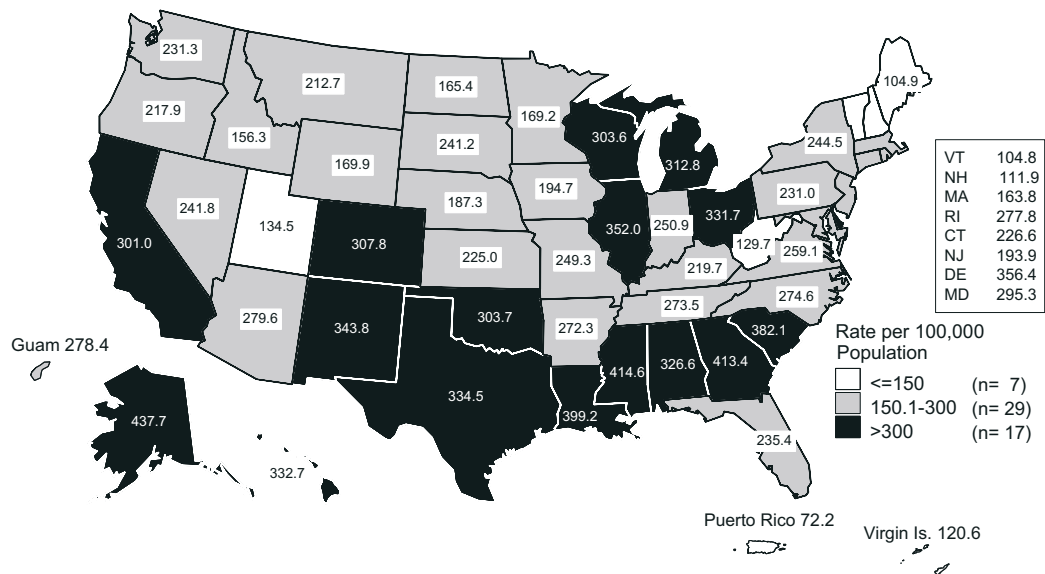 231.3
212.7
165.4
169.2
104.9
217.9
156.3
241.2
303.6
312.8
244.5
169.9
194.7
187.3
231.0
241.8
134.5
301.0
307.8
225.0
352.0
250.9
331.7
129.7
259.1
249.3
219.7
279.6
343.8
303.7
272.3
273.5
274.6
382.1
334.5
414.6
326.6
413.4
399.2
235.4
437.7
332.7
VT 104.8
NH 111.9
MA 163.8
RI 277.8
CT 226.6
NJ 193.9
DE 356.4
MD 295.3
Rate per 100,000
Population
<=150 (n= 7)
150.1-300 (n= 29)
>300 (n= 17)
Guam 278.4
Puerto Rico 72.2
Virgin Is. 120.6